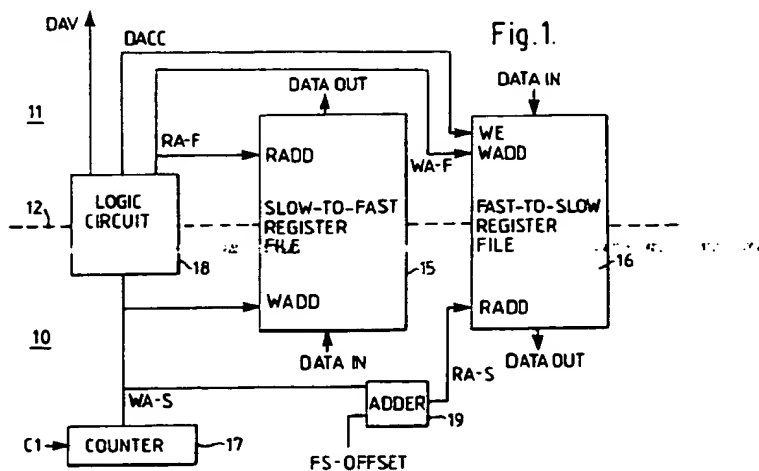 DAV
DACC
Fig.1.
DATA OUT
DATA IN
11
RA-F
RADD
WA-F
WE
WADD
12
LOGIC
CIRCUIT
18
SLOW-TO-FAST
REGISTER
FILE
15
FAST-TO-SLOW
REGISTER
FILE
16
WADD
RADD
10
DATA IN
DATA OUT
WA-S
RA-S
ADDER
19
C1
COUNTER
17
FS-OFFSET